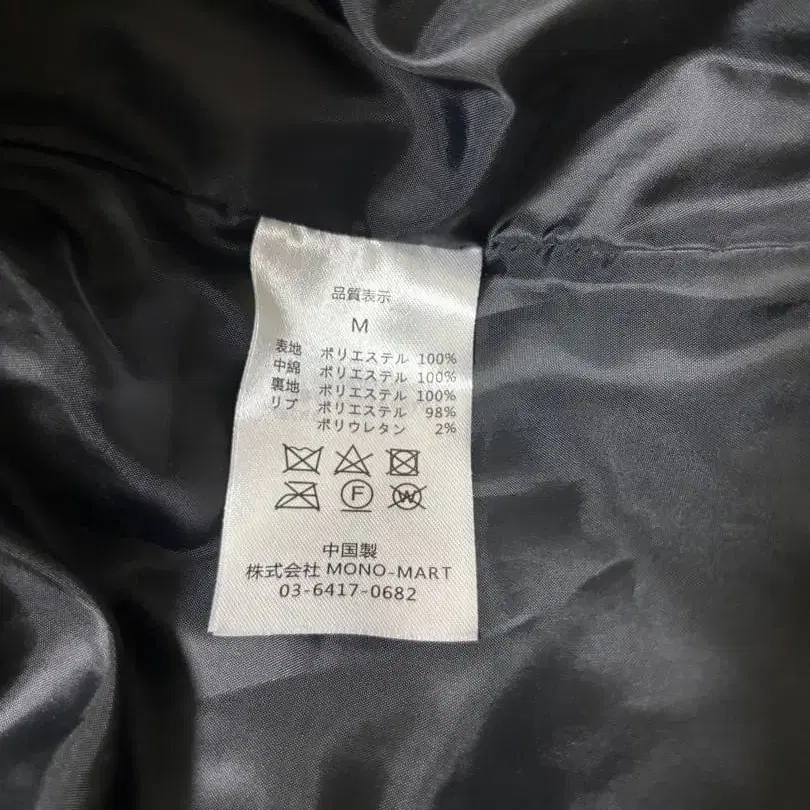 品質表示
M
表地 ポリエステル 100%
中綿 ポリエステル 100%
裏地 ポリエステル 100%
リブ ポリエステル 98%
ポリウレタン 2%
F W
中国製
株式会社 MONO-MART
03-6417-0682